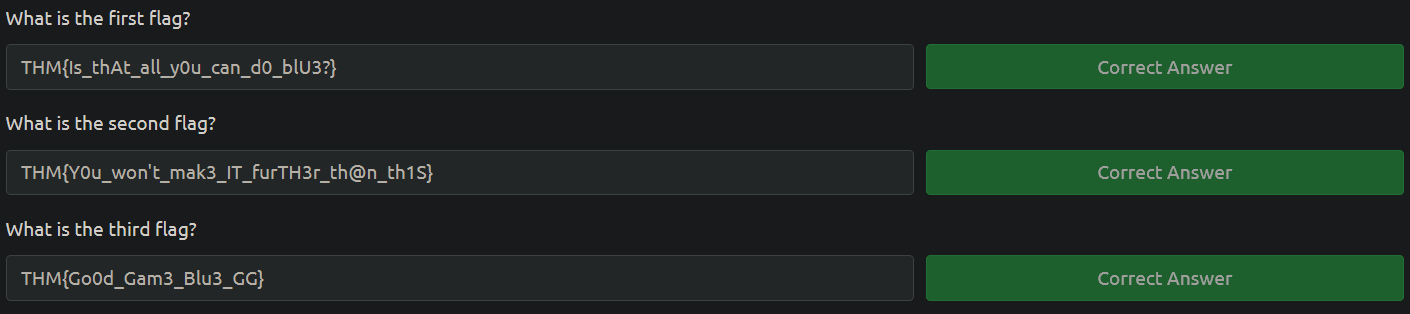 What is the first flag?
THM{Is_thAt_all_y0u_can_d0_blU3?} Correct Answer
What is the second flag?
THM{Y0u_won't_mak3_IT_furTH3r_th@n_th1S} Correct Answer
What is the third flag?
THM{Go0d_Gam3_Blu3_GG} Correct Answer